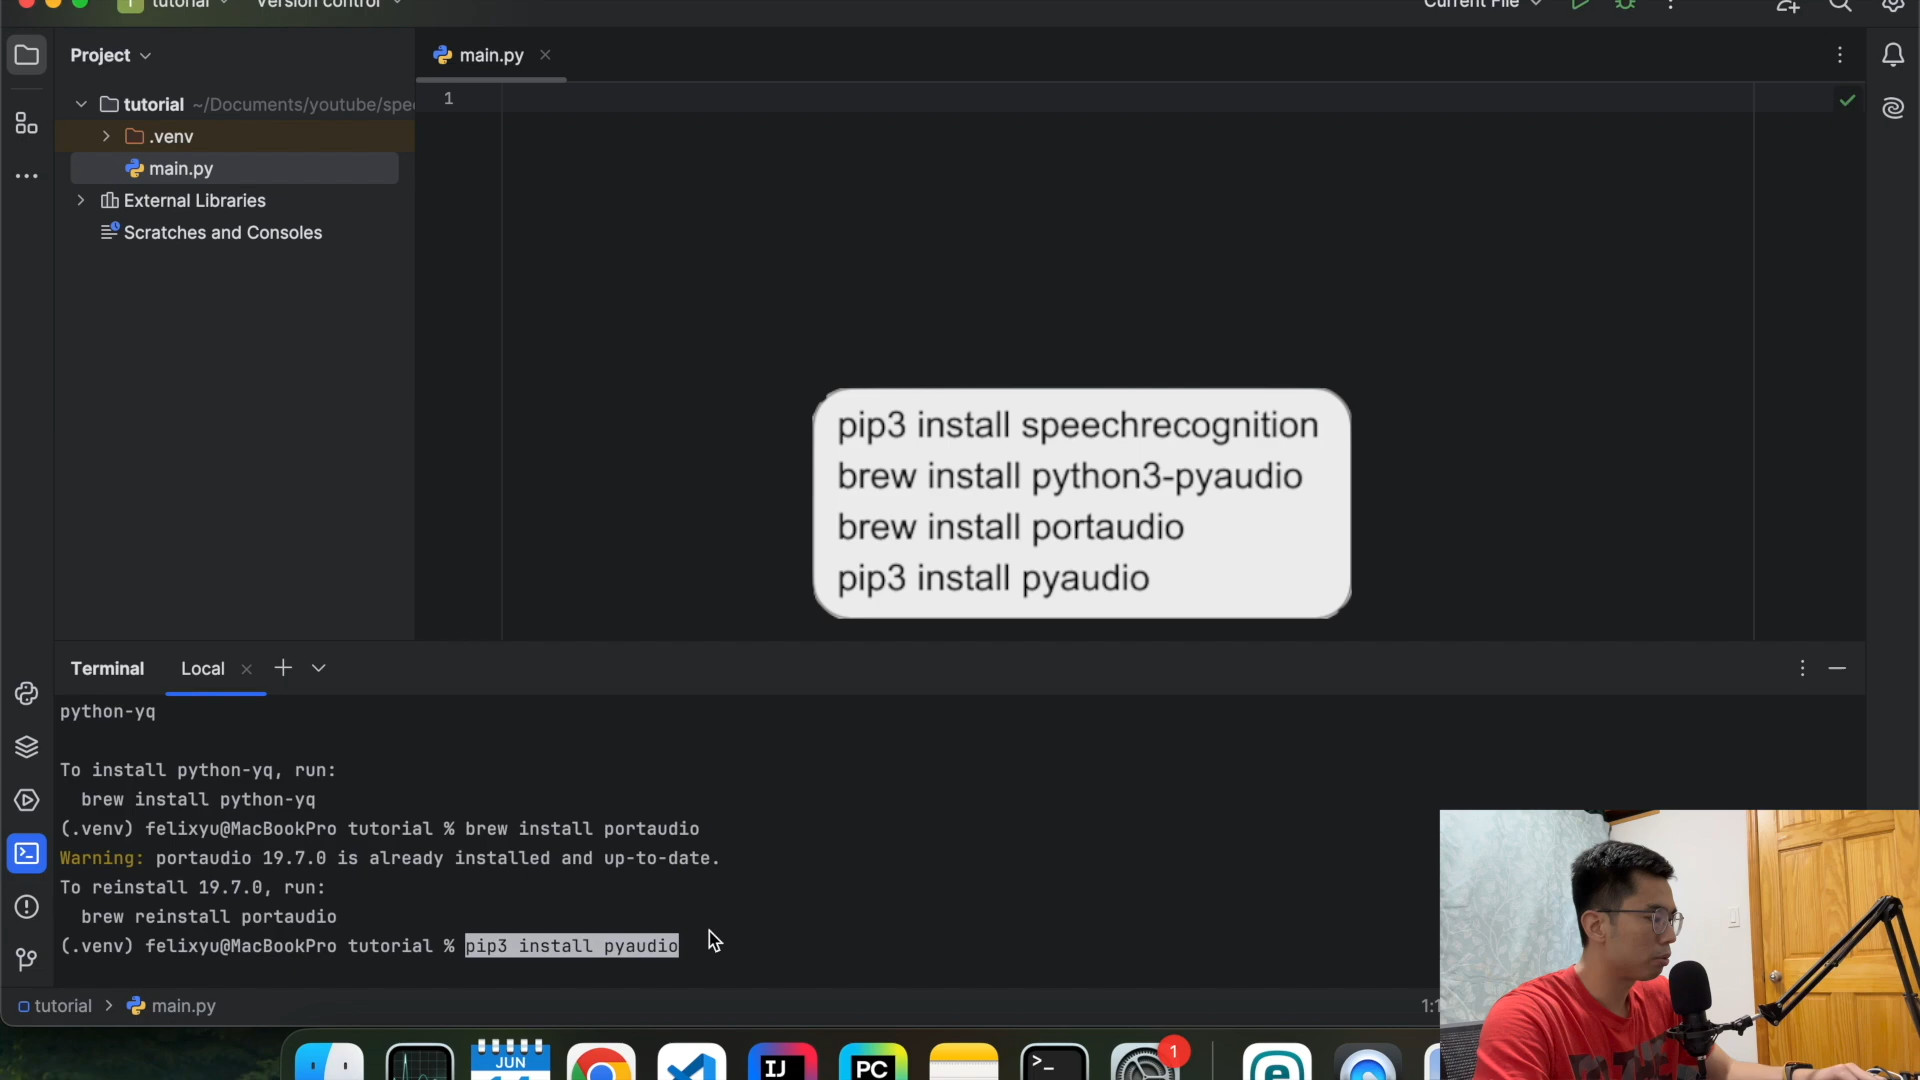 tutorial
Version control
Current File
Project
main.py
tutorial ~/Documents/youtube/spe
.venv
main.py
External Libraries
Scratches and Consoles
1
pip3 install speechrecognition
brew install python3-pyaudio
brew install portaudio
pip3 install pyaudio
Terminal
Local
python-yq
To install python-yq, run:
brew install python-yq
(.venv) felixyu@MacBookPro tutorial % brew install portaudio
Warning: portaudio 19.7.0 is already installed and up-to-date.
To reinstall 19.7.0, run:
brew reinstall portaudio
(.venv) felixyu@MacBookPro tutorial % pip3 install pyaudio
tutorial > main.py
JUN
IJ
PC
1